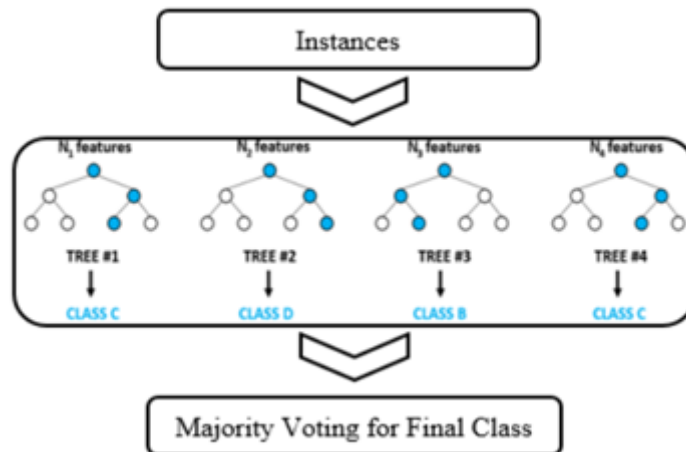 Instances
N₁ features N₂ features N₃ features N₄ features
TREE #1 TREE #2 TREE #3 TREE #4
CLASS C CLASS D CLASS B CLASS C
Majority Voting for Final Class